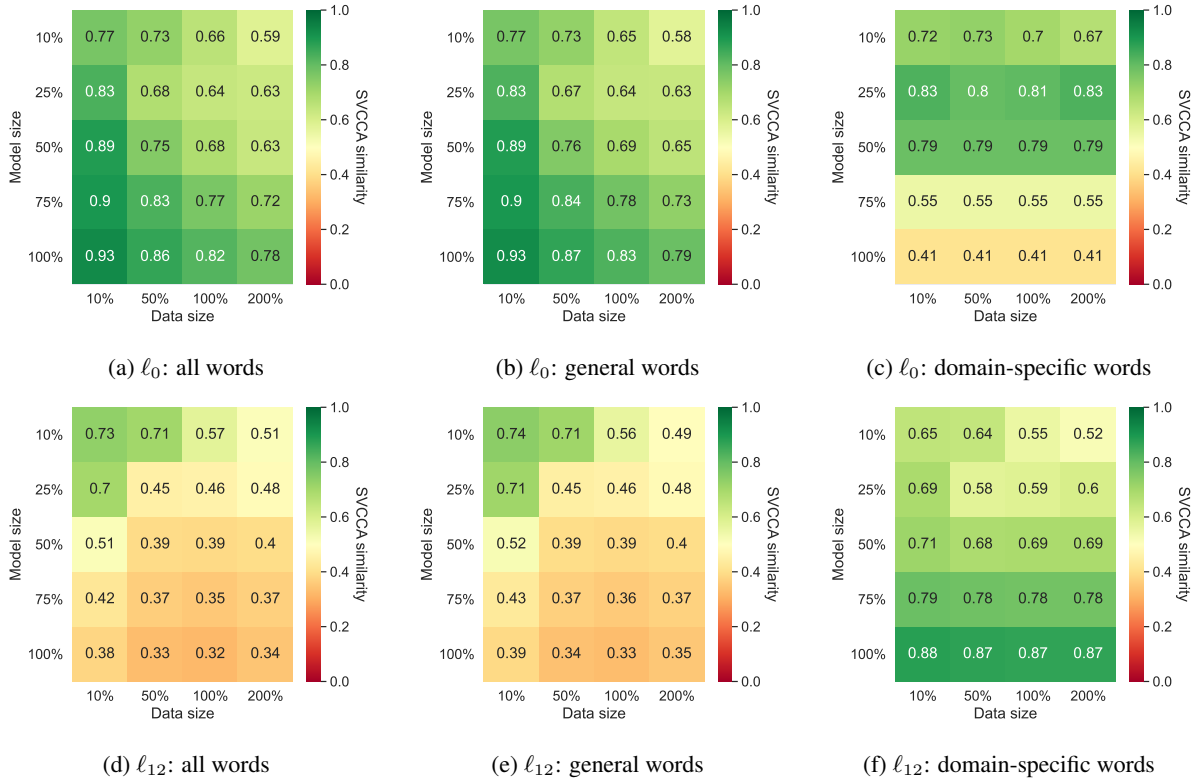 10% 0.77 0.73 0.66 0.59
25% 0.83 0.68 0.64 0.63
50% 0.89 0.75 0.68 0.63
75% 0.9 0.83 0.77 0.72
100% 0.93 0.86 0.82 0.78
10% 50% 100% 200%
Data size
Model size
1.0
0.8
0.6
0.4
0.2
0.0
SVCCA similarity
(a) ℓ0: all words
10% 0.77 0.73 0.65 0.58
25% 0.83 0.67 0.64 0.63
50% 0.89 0.76 0.69 0.65
75% 0.9 0.84 0.78 0.73
100% 0.93 0.87 0.83 0.79
10% 50% 100% 200%
Data size
Model size
1.0
0.8
0.6
0.4
0.2
0.0
SVCCA similarity
(b) ℓ0: general words
10% 0.72 0.73 0.7 0.67
25% 0.83 0.8 0.81 0.83
50% 0.79 0.79 0.79 0.79
75% 0.55 0.55 0.55 0.55
100% 0.41 0.41 0.41 0.41
10% 50% 100% 200%
Data size
Model size
1.0
0.8
0.6
0.4
0.2
0.0
SVCCA similarity
(c) ℓ0: domain-specific words
10% 0.73 0.71 0.57 0.51
25% 0.7 0.45 0.46 0.48
50% 0.51 0.39 0.39 0.4
75% 0.42 0.37 0.35 0.37
100% 0.38 0.33 0.32 0.34
10% 50% 100% 200%
Data size
Model size
1.0
0.8
0.6
0.4
0.2
0.0
SVCCA similarity
(d) ℓ12: all words
10% 0.74 0.71 0.56 0.49
25% 0.71 0.45 0.46 0.48
50% 0.52 0.39 0.39 0.4
75% 0.43 0.37 0.36 0.37
100% 0.39 0.34 0.33 0.35
10% 50% 100% 200%
Data size
Model size
1.0
0.8
0.6
0.4
0.2
0.0
SVCCA similarity
(e) ℓ12: general words
10% 0.65 0.64 0.55 0.52
25% 0.69 0.58 0.59 0.6
50% 0.71 0.68 0.69 0.69
75% 0.79 0.78 0.78 0.78
100% 0.88 0.87 0.87 0.87
10% 50% 100% 200%
Data size
Model size
1.0
0.8
0.6
0.4
0.2
0.0
SVCCA similarity
(f) ℓ12: domain-specific words